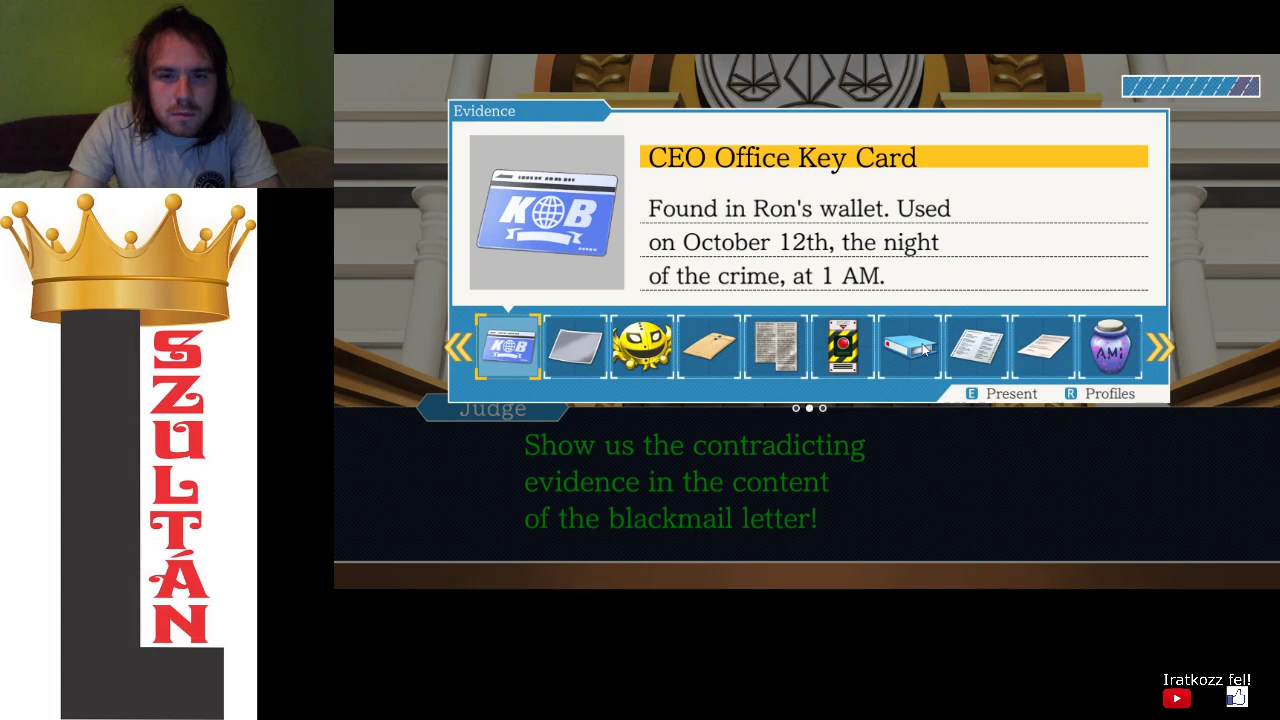 Evidence
CEO Office Key Card
Found in Ron's wallet. Used
on October 12th, the night
of the crime, at 1 AM.
K B
K B
AMi
E Present R Profiles
Judge
Show us the contradicting
evidence in the content
of the blackmail letter!
L
SZULTÁN
Iratkozz fel!